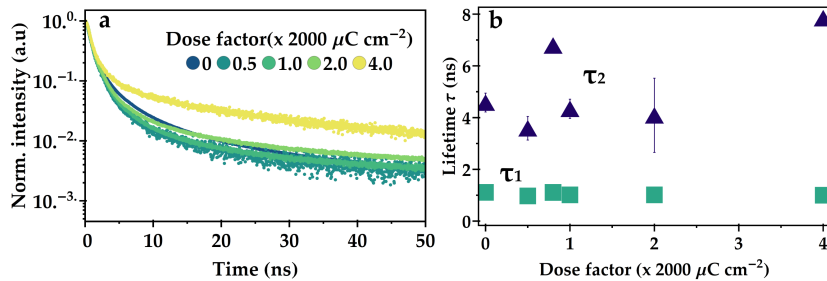 a
Dose factor(x 2000 μC cm⁻²)
0 0.5 1.0 2.0 4.0
Norm. intensity (a.u)
10⁰·
10⁻¹·
10⁻²·
10⁻³·
0 10 20 30 40 50
Time (ns)
b
Lifetime τ (ns)
8
6
4
2
0
τ₂
τ₁
0 1 2 3 4
Dose factor (x 2000 μC cm⁻²)